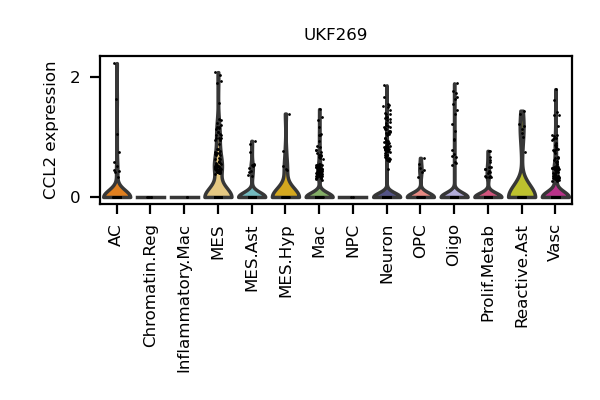 UKF269
CCL2 expression
2
0
AC
Chromatin.Reg
Inflammatory.Mac
MES
MES.Ast
MES.Hyp
Mac
NPC
Neuron
OPC
Oligo
Prolif.Metab
Reactive.Ast
Vasc